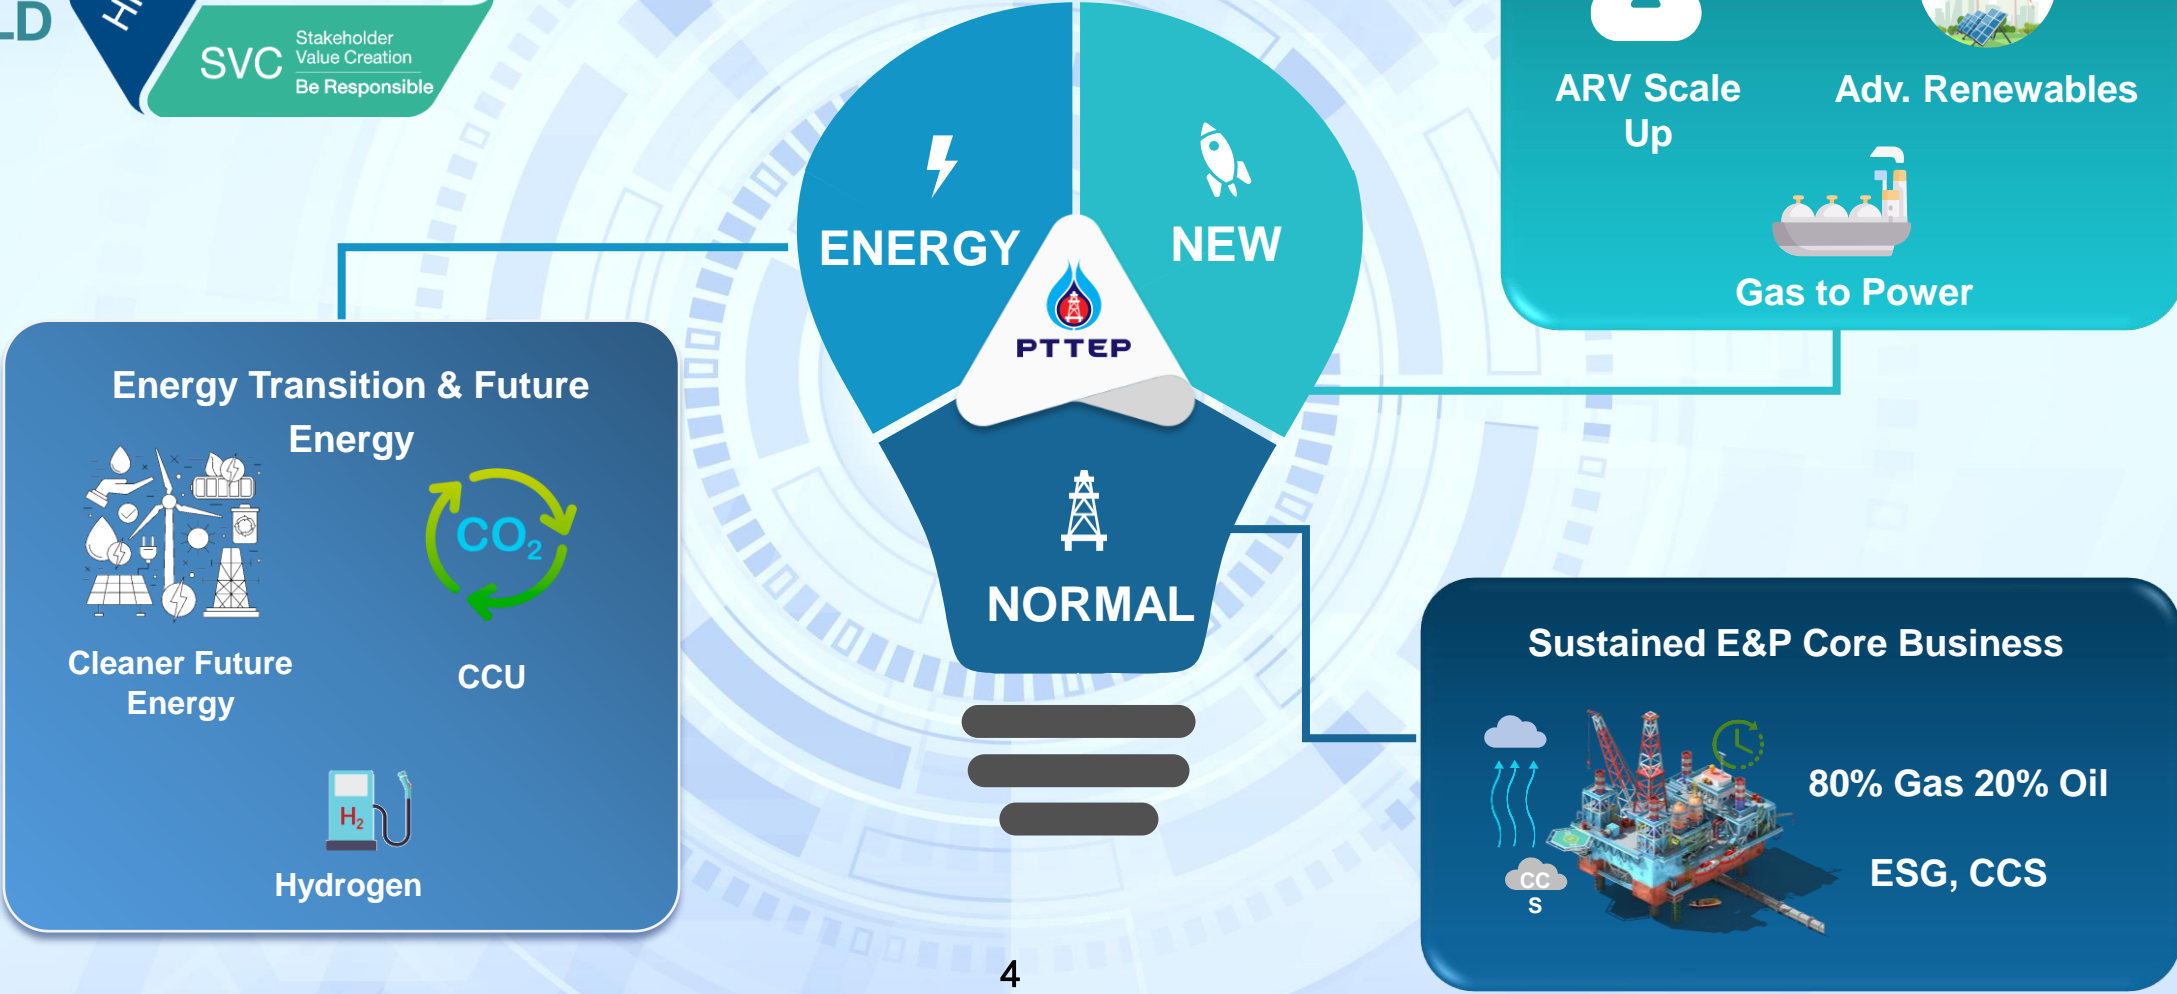 SVC
Stakeholder
Value Creation
Be Responsible
ENERGY
NEW
PTTEP
NORMAL
ARV Scale
Up
Adv. Renewables
Gas to Power
Energy Transition & Future
Energy
CO2
Cleaner Future
Energy
CCU
H2
Hydrogen
Sustained E&P Core Business
80% Gas 20% Oil
CC
S
ESG, CCS
4